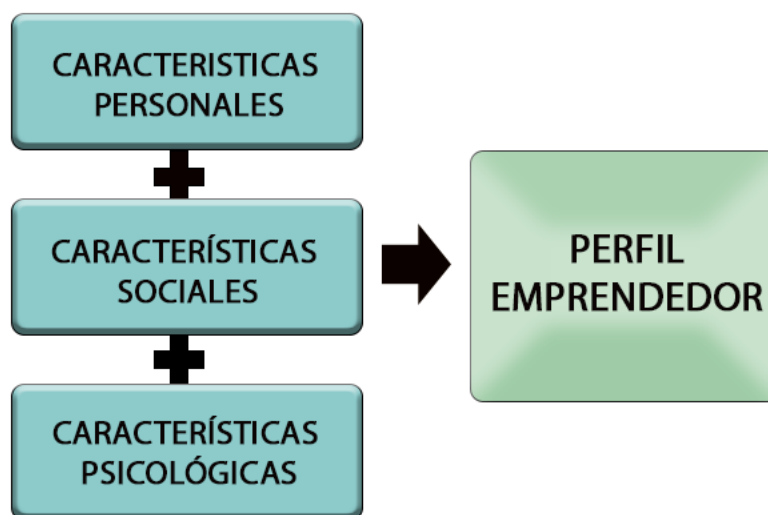 CARACTERISTICAS
PERSONALES
CARACTERÍSTICAS
SOCIALES
CARACTERÍSTICAS
PSICOLÓGICAS
PERFIL
EMPRENDEDOR